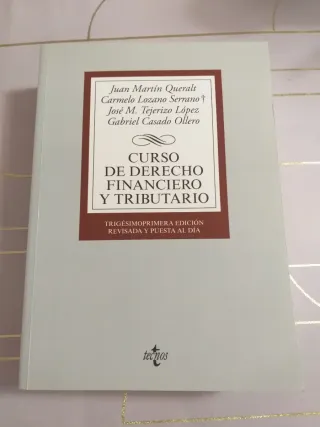 Juan Martín Queralt
Carmelo Lozano Serrano †
José M. Tejerizo López
Gabriel Casado Ollero
CURSO
DE DERECHO
FINANCIERO
Y TRIBUTARIO
TRIGÉSIMOPRIMERA EDICIÓN
REVISADA Y PUESTA AL DÍA
tecnos